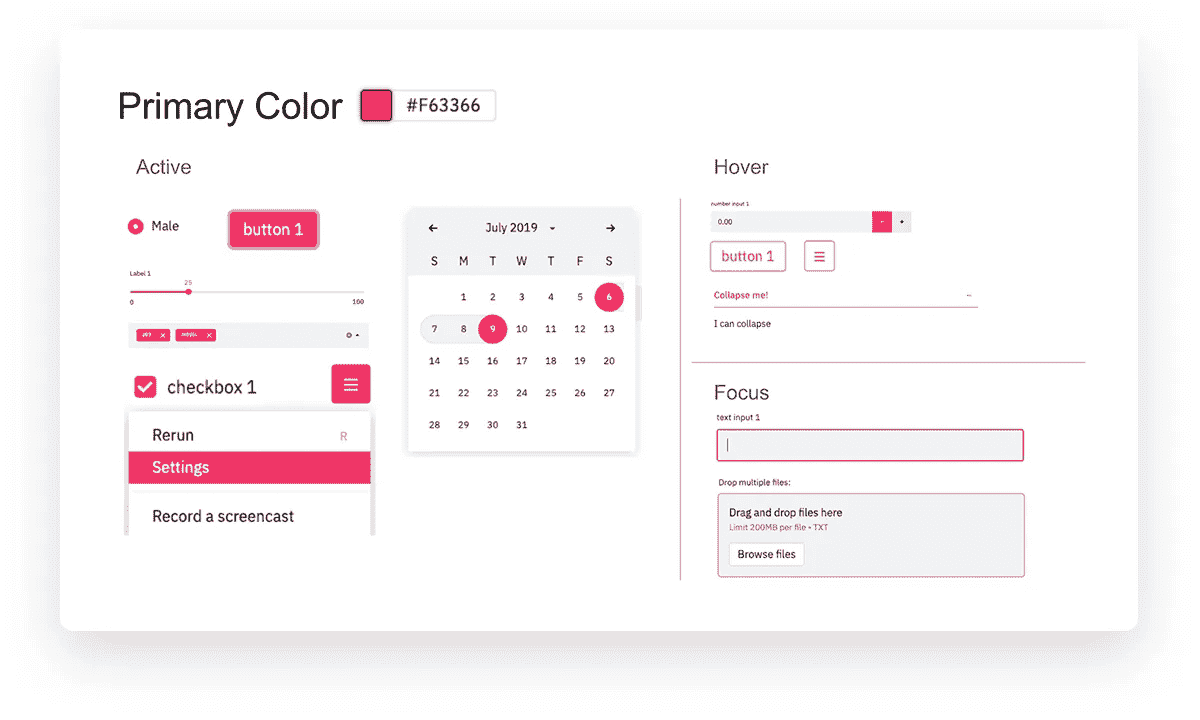 Primary Color #F63366
Active
Male
button 1
Label 1
25
0 100
checkbox 1
Rerun R
Settings
Record a screencast
July 2019
S M T W T F S
1 2 3 4 5 6
7 8 9 10 11 12 13
14 15 16 17 18 19 20
21 22 23 24 25 26 27
28 29 30 31
Hover
number input 1
0.00 - +
button 1
Collapse me!
I can collapse
Focus
text input 1
Drop multiple files:
Drag and drop files here
Limit 200MB per file • TXT
Browse files